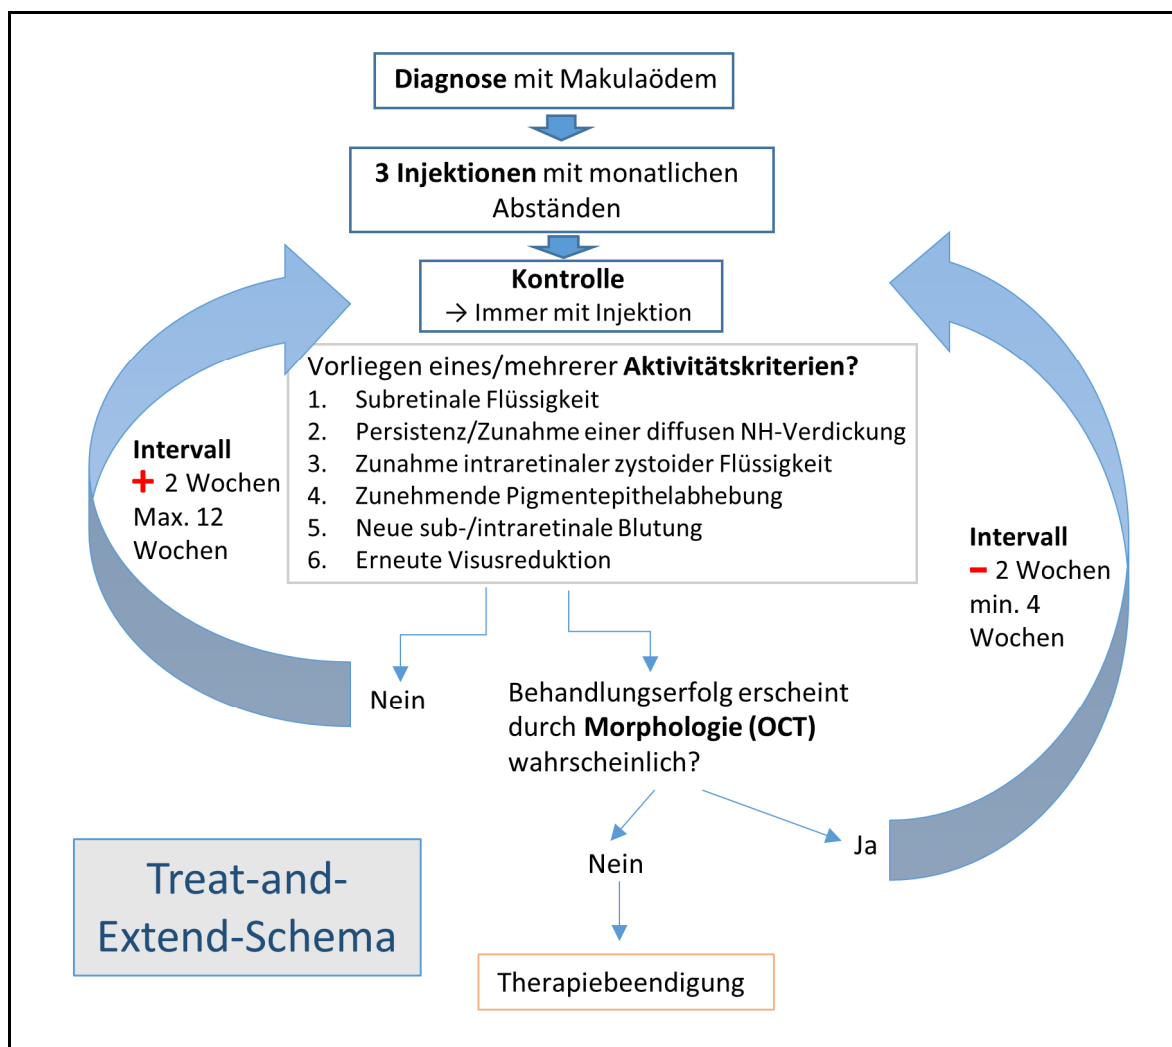 Diagnose mit Makulaödem
3 Injektionen mit monatlichen
Abständen
Kontrolle
→ Immer mit Injektion
Vorliegen eines/mehrerer Aktivitätskriterien?
1. Subretinale Flüssigkeit
2. Persistenz/Zunahme einer diffusen NH-Verdickung
3. Zunahme intraretinaler zystoider Flüssigkeit
4. Zunehmende Pigmentepithelabhebung
5. Neue sub-/intraretinale Blutung
6. Erneute Visusreduktion
Intervall
+ 2 Wochen
Max. 12
Wochen
Intervall
− 2 Wochen
min. 4
Wochen
Nein
Behandlungserfolg erscheint
durch Morphologie (OCT)
wahrscheinlich?
Nein
Ja
Therapiebeendigung
Treat-and-
Extend-Schema